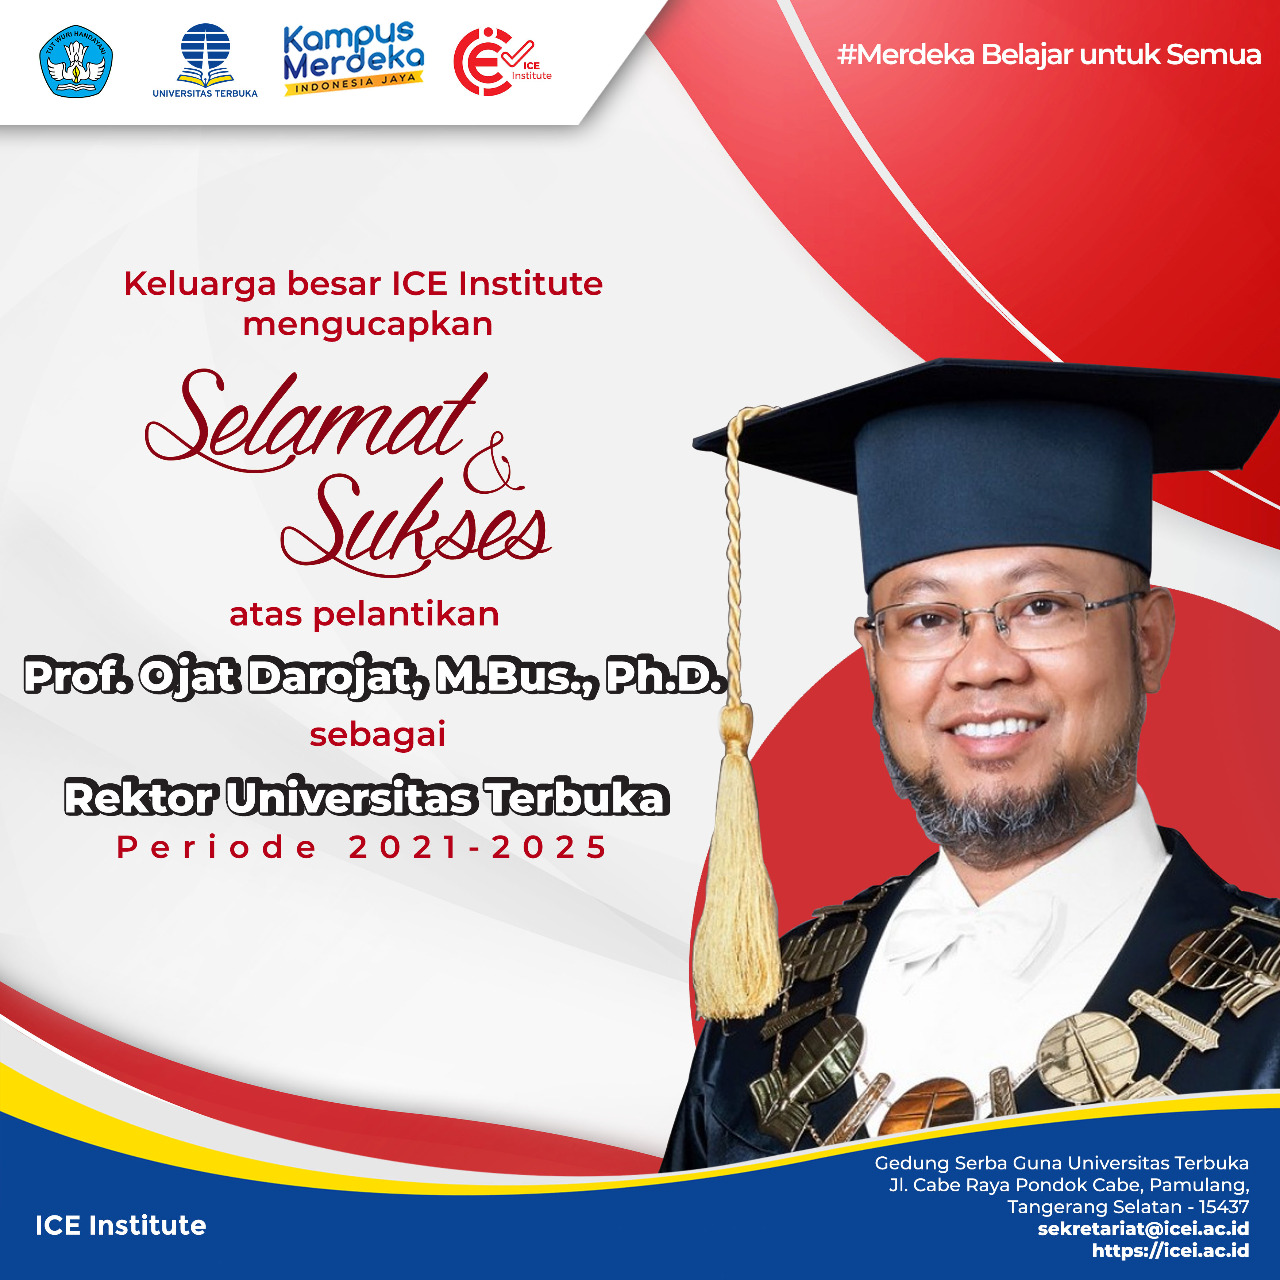 TUT WURI HANDAYANI
UNIVERSITAS TERBUKA
Kampus
Merdeka
INDONESIA JAYA
ICE
Institute
#Merdeka Belajar untuk Semua
Keluarga besar ICE Institute
mengucapkan
Selamat
&
Sukses
atas pelantikan
Prof. Ojat Darojat, M.Bus., Ph.D.
sebagai
Rektor Universitas Terbuka
Periode 2021-2025
Gedung Serba Guna Universitas Terbuka
Jl. Cabe Raya Pondok Cabe, Pamulang,
Tangerang Selatan - 15437
sekretariat@icei.ac.id
https://icei.ac.id
ICE Institute